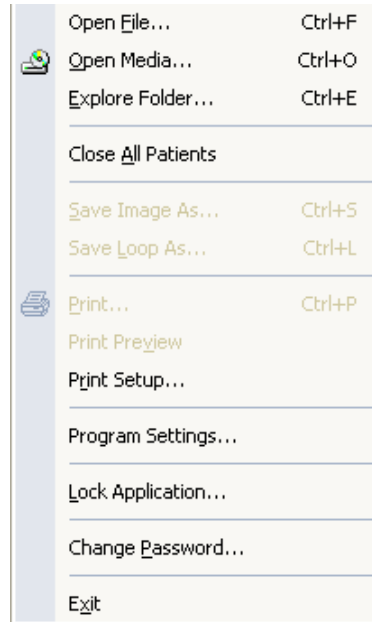 Open File... Ctrl+F
Open Media... Ctrl+O
Explore Folder... Ctrl+E
Close All Patients
Save Image As... Ctrl+S
Save Loop As... Ctrl+L
Print... Ctrl+P
Print Preview
Print Setup...
Program Settings...
Lock Application...
Change Password...
Exit